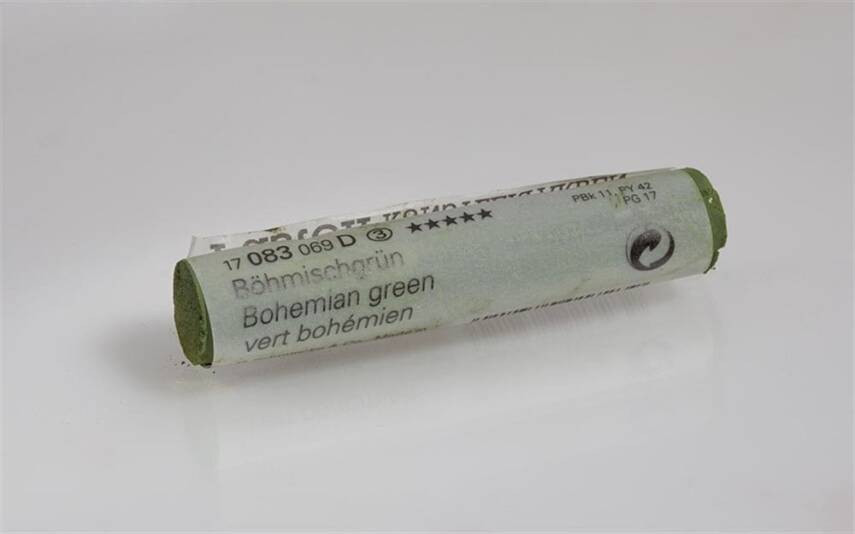 17 083 069 D ③ ★★★★★
Böhmischgrün
Bohemian green
vert bohémien
PBk 11, PY 42
PG 17